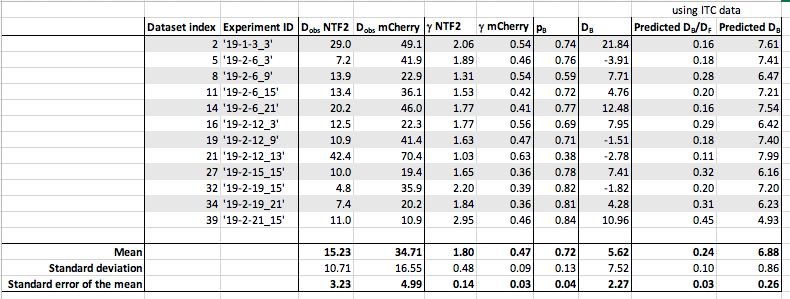 using ITC data
Dataset index Experiment ID Dobs NTF2 Dobs mCherry γ NTF2 γ mCherry pB DB Predicted DB/DF Predicted DB
2 '19-1-3_3' 29.0 49.1 2.06 0.54 0.74 21.84 0.16 7.61
5 '19-2-6_3' 7.2 41.9 1.89 0.46 0.76 -3.91 0.18 7.41
8 '19-2-6_9' 13.9 22.9 1.31 0.54 0.59 7.71 0.28 6.47
11 '19-2-6_15' 13.4 36.1 1.53 0.42 0.72 4.76 0.20 7.21
14 '19-2-6_21' 20.2 46.0 1.77 0.41 0.77 12.48 0.16 7.54
16 '19-2-12_3' 12.5 22.3 1.77 0.56 0.69 7.95 0.29 6.42
19 '19-2-12_9' 10.9 41.4 1.63 0.47 0.71 -1.51 0.18 7.40
21 '19-2-12_13' 42.4 70.4 1.03 0.63 0.38 -2.78 0.11 7.99
27 '19-2-15_15' 10.0 19.4 1.65 0.36 0.78 7.41 0.32 6.16
32 '19-2-19_15' 4.8 35.9 2.20 0.39 0.82 -1.82 0.20 7.20
34 '19-2-19_21' 7.4 20.2 1.84 0.36 0.81 4.28 0.31 6.23
39 '19-2-21_15' 11.0 10.9 2.95 0.46 0.84 10.96 0.45 4.93
Mean 15.23 34.71 1.80 0.47 0.72 5.62 0.24 6.88
Standard deviation 10.71 16.55 0.48 0.09 0.13 7.52 0.10 0.86
Standard error of the mean 3.23 4.99 0.14 0.03 0.04 2.27 0.03 0.26